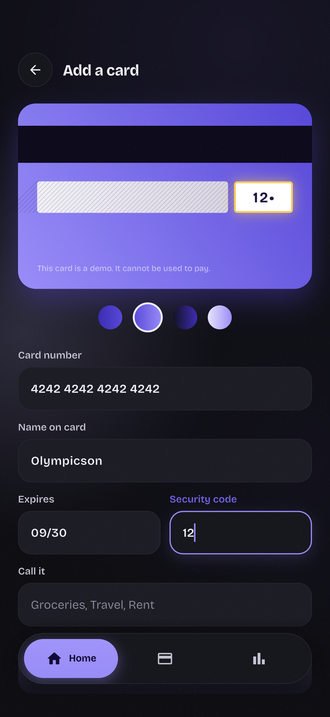 Add a card
12•
This card is a demo. It cannot be used to pay.
Card number
4242 4242 4242 4242
Name on card
Olympicson
Expires
Security code
09/30
12
Call it
Groceries, Travel, Rent
Home